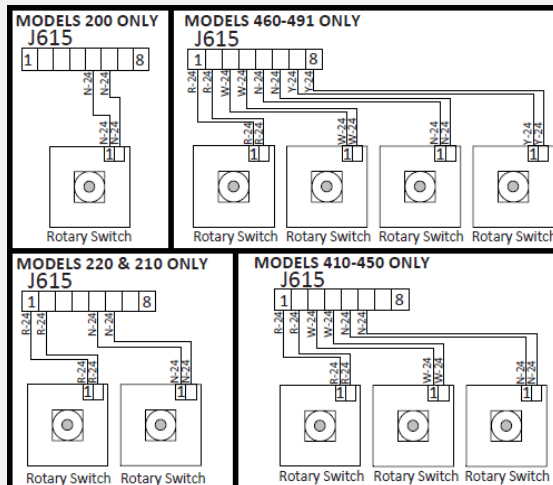 MODELS 200 ONLY
J615
1 8
N-24
N-24
N-24
N-24
1
Rotary Switch
MODELS 460-491 ONLY
J615
1 8
R-24
R-24
W-24
W-24
N-24
N-24
Y-24
Y-24
R-24
R-24
W-24
W-24
N-24
N-24
Y-24
Y-24
1 1 1 1
Rotary Switch Rotary Switch Rotary Switch Rotary Switch
MODELS 220 & 210 ONLY
J615
1 8
R-24
R-24
N-24
N-24
R-24
R-24
N-24
N-24
1 1
Rotary Switch Rotary Switch
MODELS 410-450 ONLY
J615
1 8
R-24
R-24
W-24
W-24
N-24
N-24
R-24
R-24
W-24
W-24
N-24
N-24
1 1 1
Rotary Switch Rotary Switch Rotary Switch